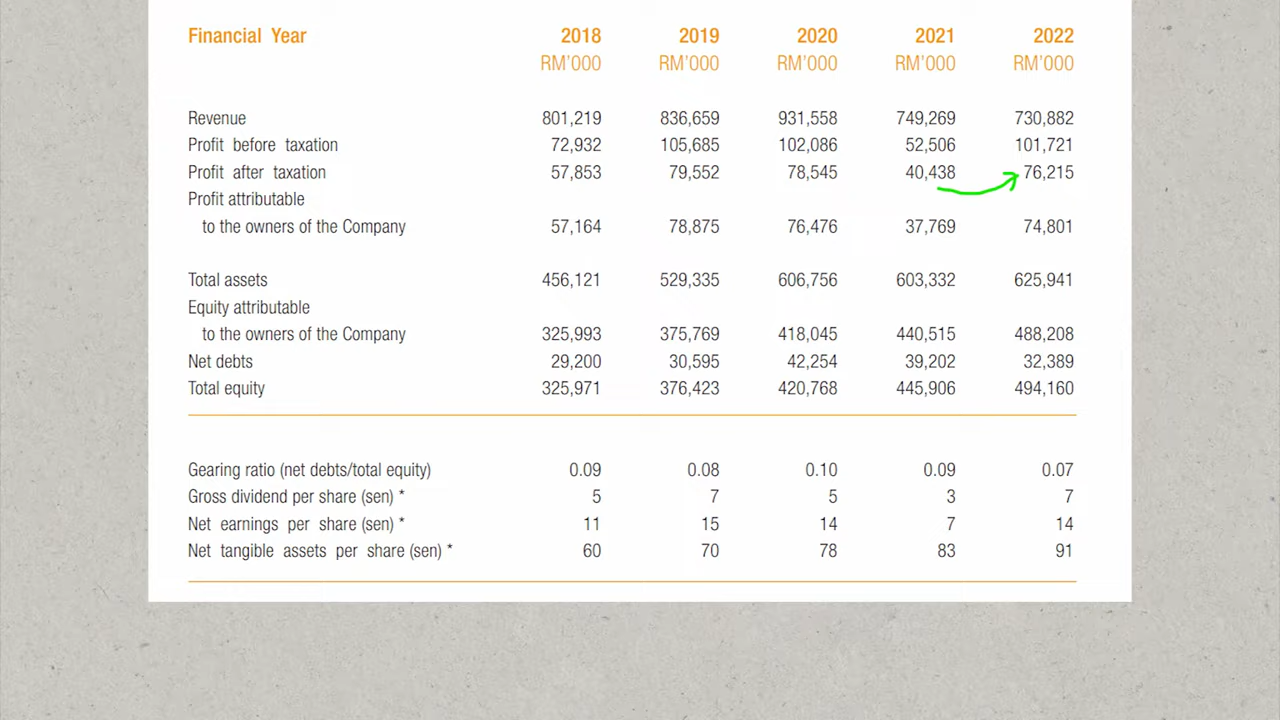 Financial Year 2018 2019 2020 2021 2022
RM'000 RM'000 RM'000 RM'000 RM'000
Revenue 801,219 836,659 931,558 749,269 730,882
Profit before taxation 72,932 105,685 102,086 52,506 101,721
Profit after taxation 57,853 79,552 78,545 40,438 76,215
Profit attributable
to the owners of the Company 57,164 78,875 76,476 37,769 74,801
Total assets 456,121 529,335 606,756 603,332 625,941
Equity attributable
to the owners of the Company 325,993 375,769 418,045 440,515 488,208
Net debts 29,200 30,595 42,254 39,202 32,389
Total equity 325,971 376,423 420,768 445,906 494,160
Gearing ratio (net debts/total equity) 0.09 0.08 0.10 0.09 0.07
Gross dividend per share (sen) * 5 7 5 3 7
Net earnings per share (sen) * 11 15 14 7 14
Net tangible assets per share (sen) * 60 70 78 83 91